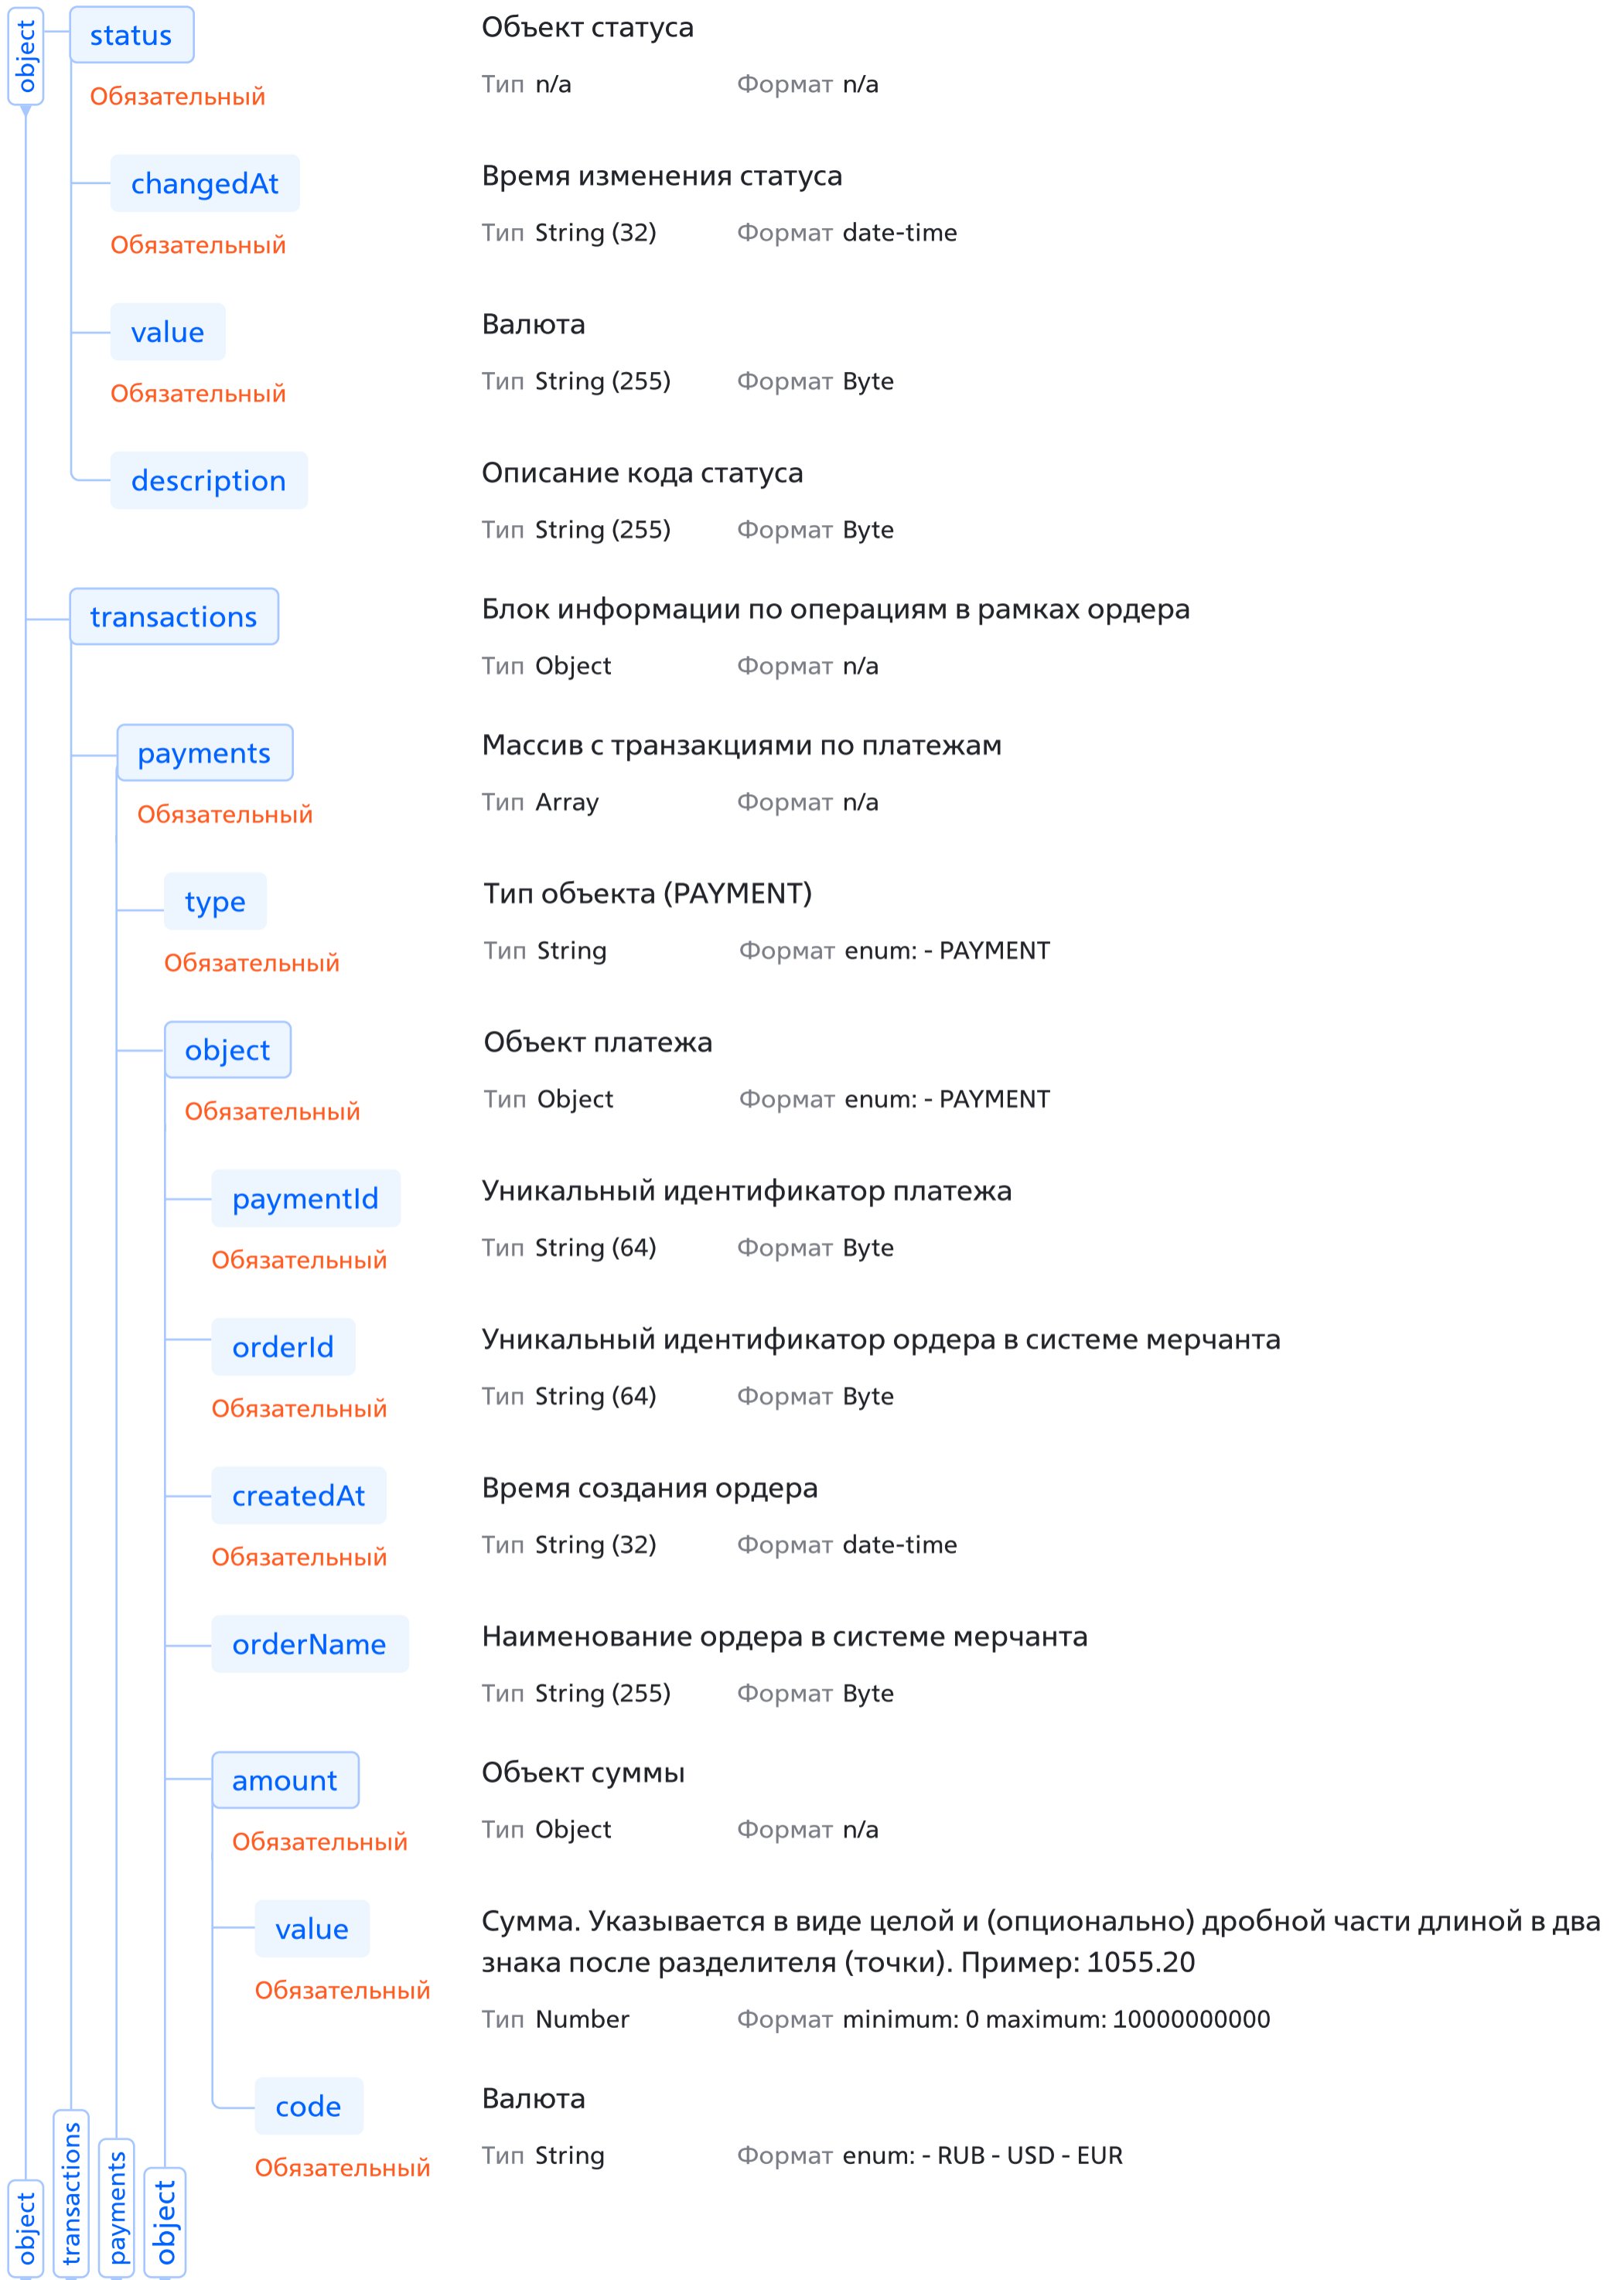 object
status
Объект статуса
Тип n/a Формат n/a
Обязательный
changedAt
Время изменения статуса
Тип String (32) Формат date-time
Обязательный
value
Валюта
Тип String (255) Формат Byte
Обязательный
description
Описание кода статуса
Тип String (255) Формат Byte
transactions
Блок информации по операциям в рамках ордера
Тип Object Формат n/a
payments
Массив с транзакциями по платежам
Тип Array Формат n/a
Обязательный
type
Тип объекта (PAYMENT)
Тип String Формат enum: - PAYMENT
Обязательный
object
Объект платежа
Тип Object Формат enum: - PAYMENT
Обязательный
paymentId
Уникальный идентификатор платежа
Тип String (64) Формат Byte
Обязательный
orderId
Уникальный идентификатор ордера в системе мерчанта
Тип String (64) Формат Byte
Обязательный
createdAt
Время создания ордера
Тип String (32) Формат date-time
Обязательный
orderName
Наименование ордера в системе мерчанта
Тип String (255) Формат Byte
amount
Объект суммы
Тип Object Формат n/a
Обязательный
value
Сумма. Указывается в виде целой и (опционально) дробной части длиной в два
знака после разделителя (точки). Пример: 1055.20
Обязательный
Тип Number Формат minimum: 0 maximum: 10000000000
code
Валюта
Тип String Формат enum: - RUB - USD - EUR
Обязательный
object
transactions
payments
object